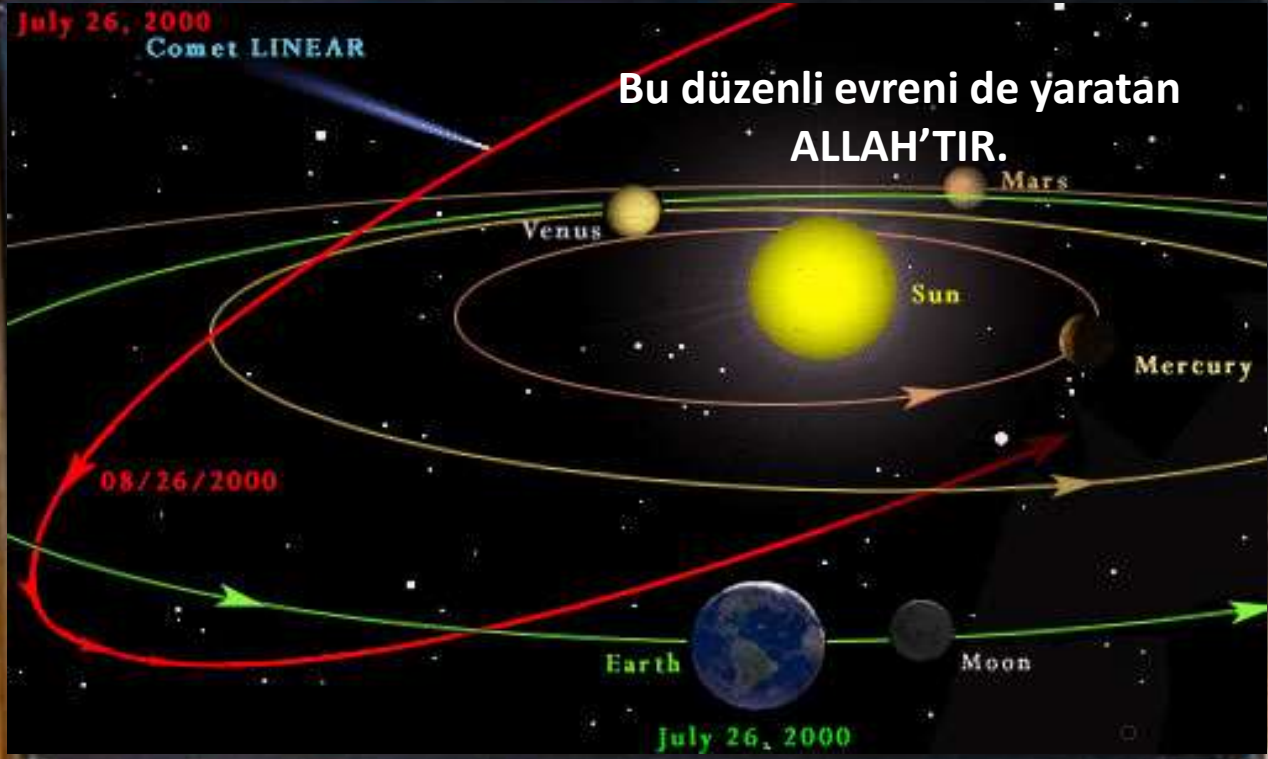 July 26, 2000
Comet LINEAR
Bu düzenli evreni de yaratan
ALLAH’TIR.
Mars
Venus
Sun
Mercury
08/26/2000
Earth
Moon
July 26, 2000